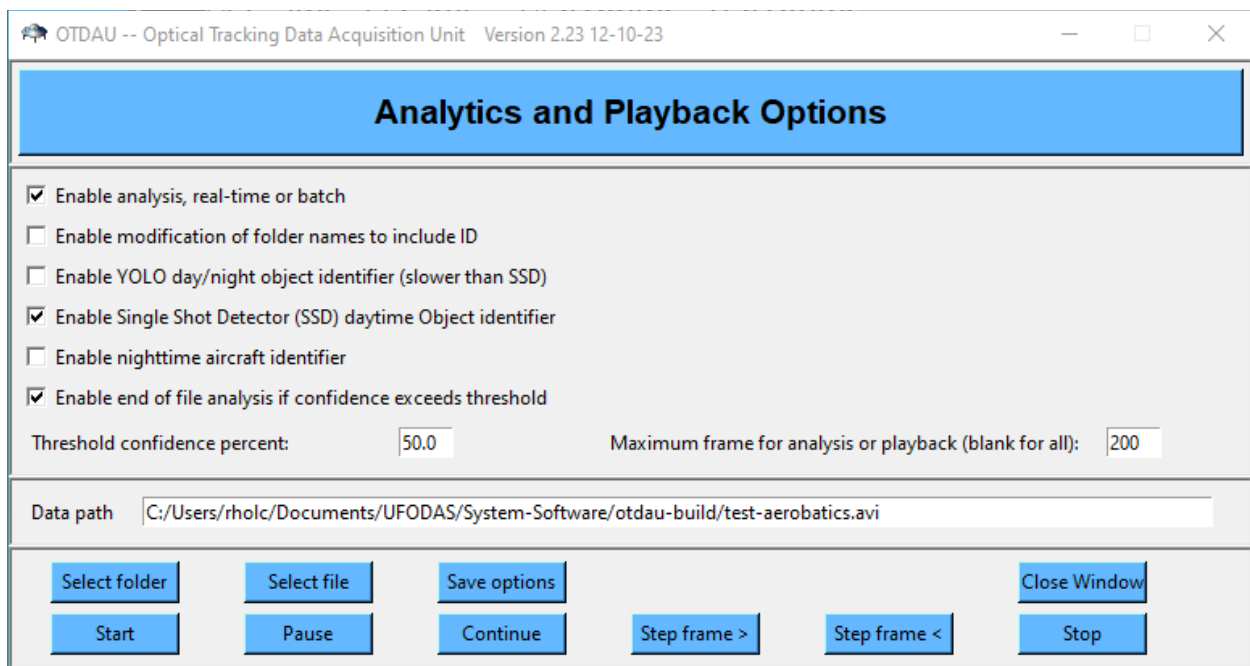 OTDAU -- Optical Tracking Data Acquisition Unit Version 2.23 12-10-23
Analytics and Playback Options
Enable analysis, real-time or batch
Enable modification of folder names to include ID
Enable YOLO day/night object identifier (slower than SSD)
Enable Single Shot Detector (SSD) daytime Object identifier
Enable nighttime aircraft identifier
Enable end of file analysis if confidence exceeds threshold
Threshold confidence percent: 50.0 Maximum frame for analysis or playback (blank for all): 200
Data path C:/Users/rholc/Documents/UFODAS/System-Software/otdau-build/test-aerobatics.avi
Select folder Select file Save options Close Window
Start Pause Continue Step frame > Step frame < Stop